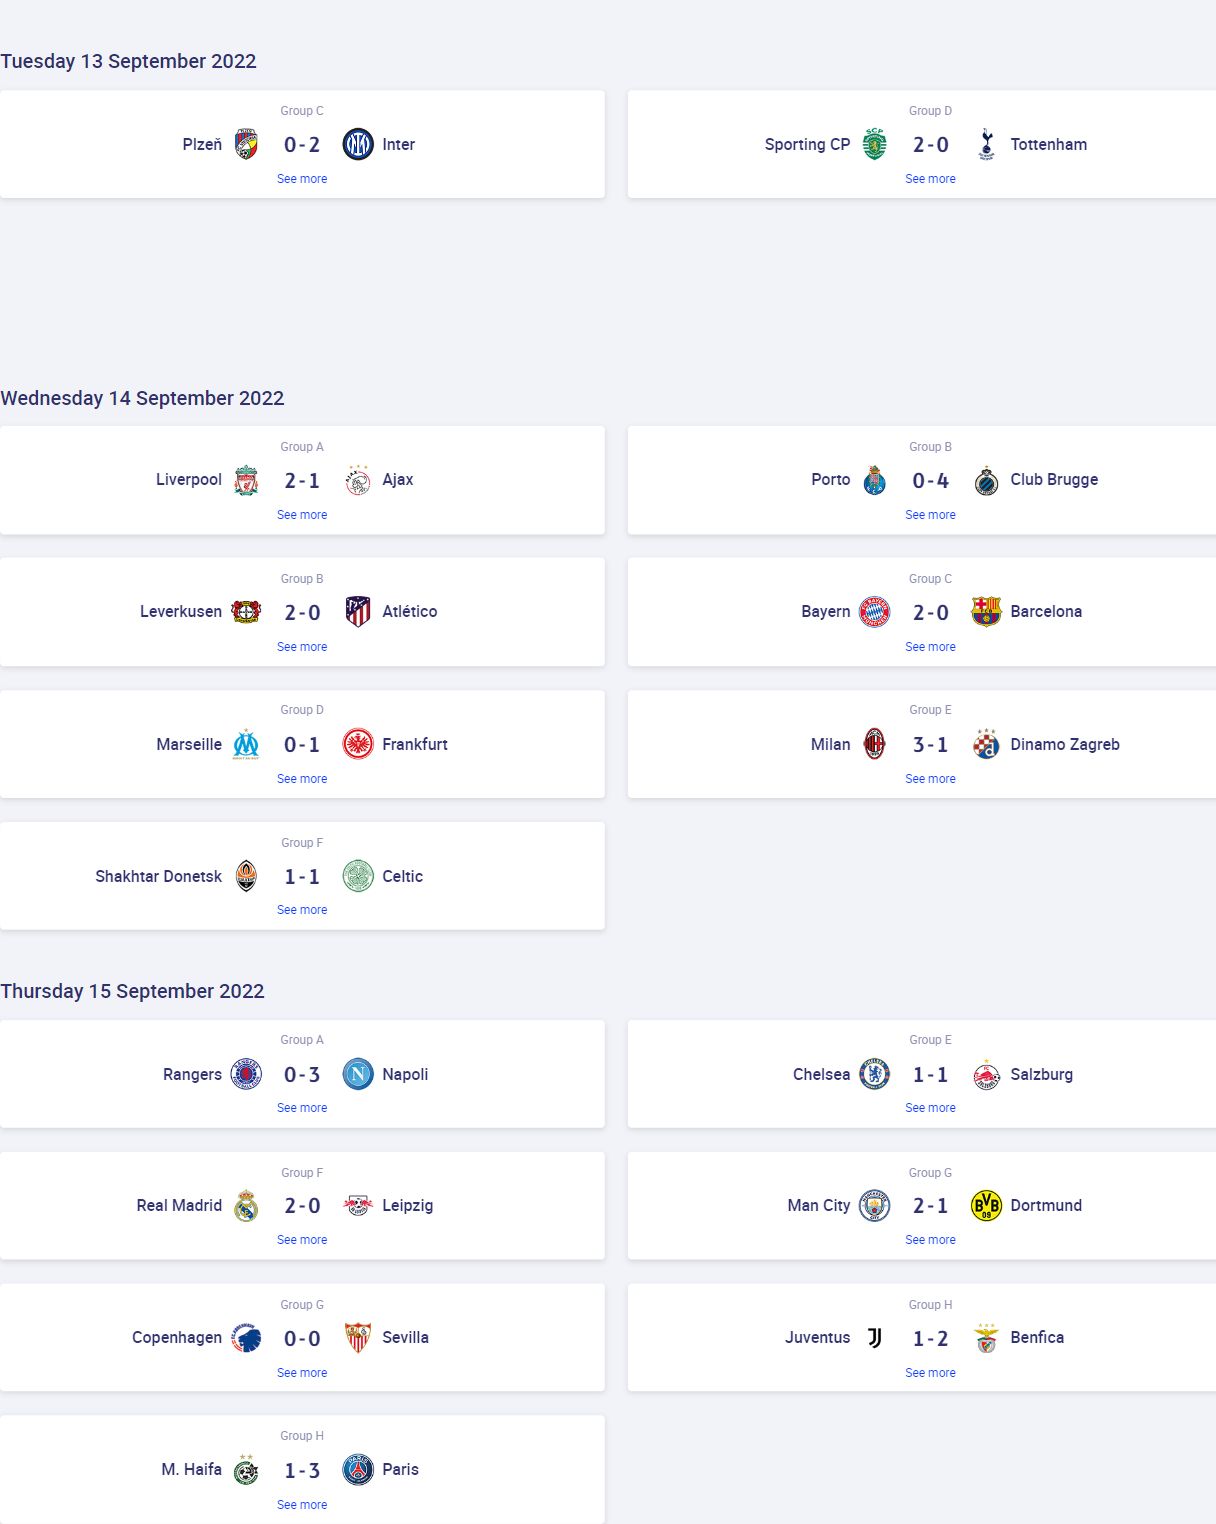 Tuesday 13 September 2022
Group C
Plzeň 0 - 2 Inter
See more
Group D
Sporting CP 2 - 0 Tottenham
See more
Wednesday 14 September 2022
Group A
Liverpool 2 - 1 Ajax
See more
Group B
Porto 0 - 4 Club Brugge
See more
Group B
Leverkusen 2 - 0 Atlético
See more
Group C
Bayern 2 - 0 Barcelona
See more
Group D
Marseille 0 - 1 Frankfurt
See more
Group E
Milan 3 - 1 Dinamo Zagreb
See more
Group F
Shakhtar Donetsk 1 - 1 Celtic
See more
Thursday 15 September 2022
Group A
Rangers 0 - 3 Napoli
See more
Group E
Chelsea 1 - 1 Salzburg
See more
Group F
Real Madrid 2 - 0 Leipzig
See more
Group G
Man City 2 - 1 Dortmund
See more
Group G
Copenhagen 0 - 0 Sevilla
See more
Group H
Juventus 1 - 2 Benfica
See more
Group H
M. Haifa 1 - 3 Paris
See more